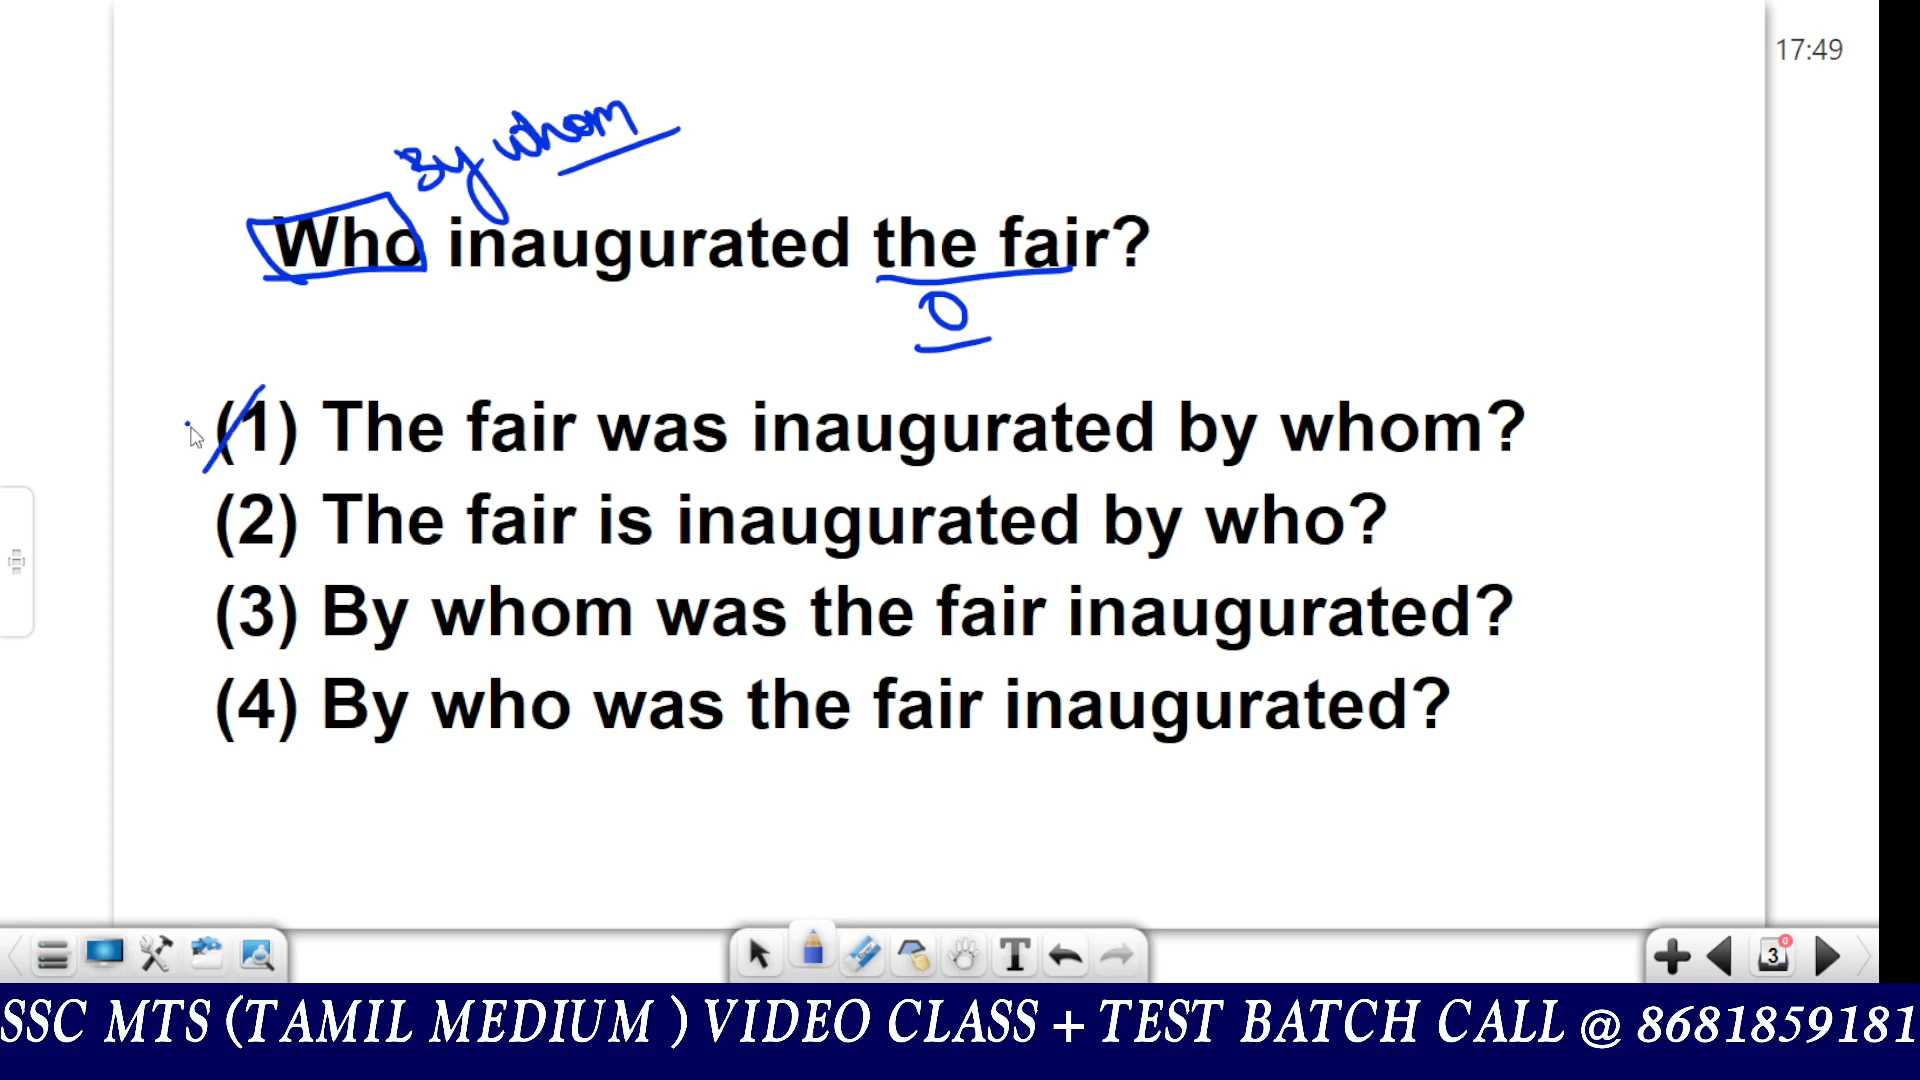 17:49
By whom
Who inaugurated the fair?
O
(1) The fair was inaugurated by whom?
(2) The fair is inaugurated by who?
(3) By whom was the fair inaugurated?
(4) By who was the fair inaugurated?
T
3
0
SSC MTS (TAMIL MEDIUM ) VIDEO CLASS + TEST BATCH CALL @ 8681859181